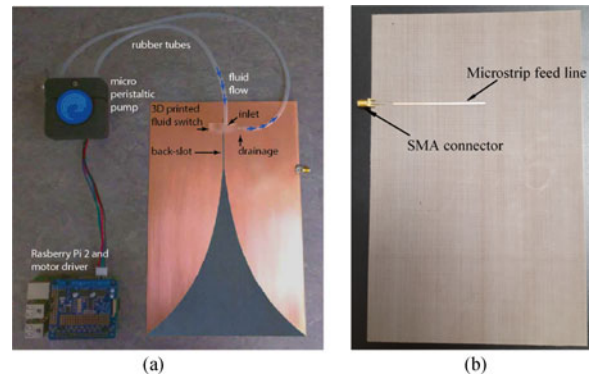 rubber tubes
micro
peristaltic
pump
fluid
flow
3D printed
fluid switch
inlet
back-slot
drainage
Rasberry Pi 2 and
motor driver
(a)
Microstrip feed line
SMA connector
(b)